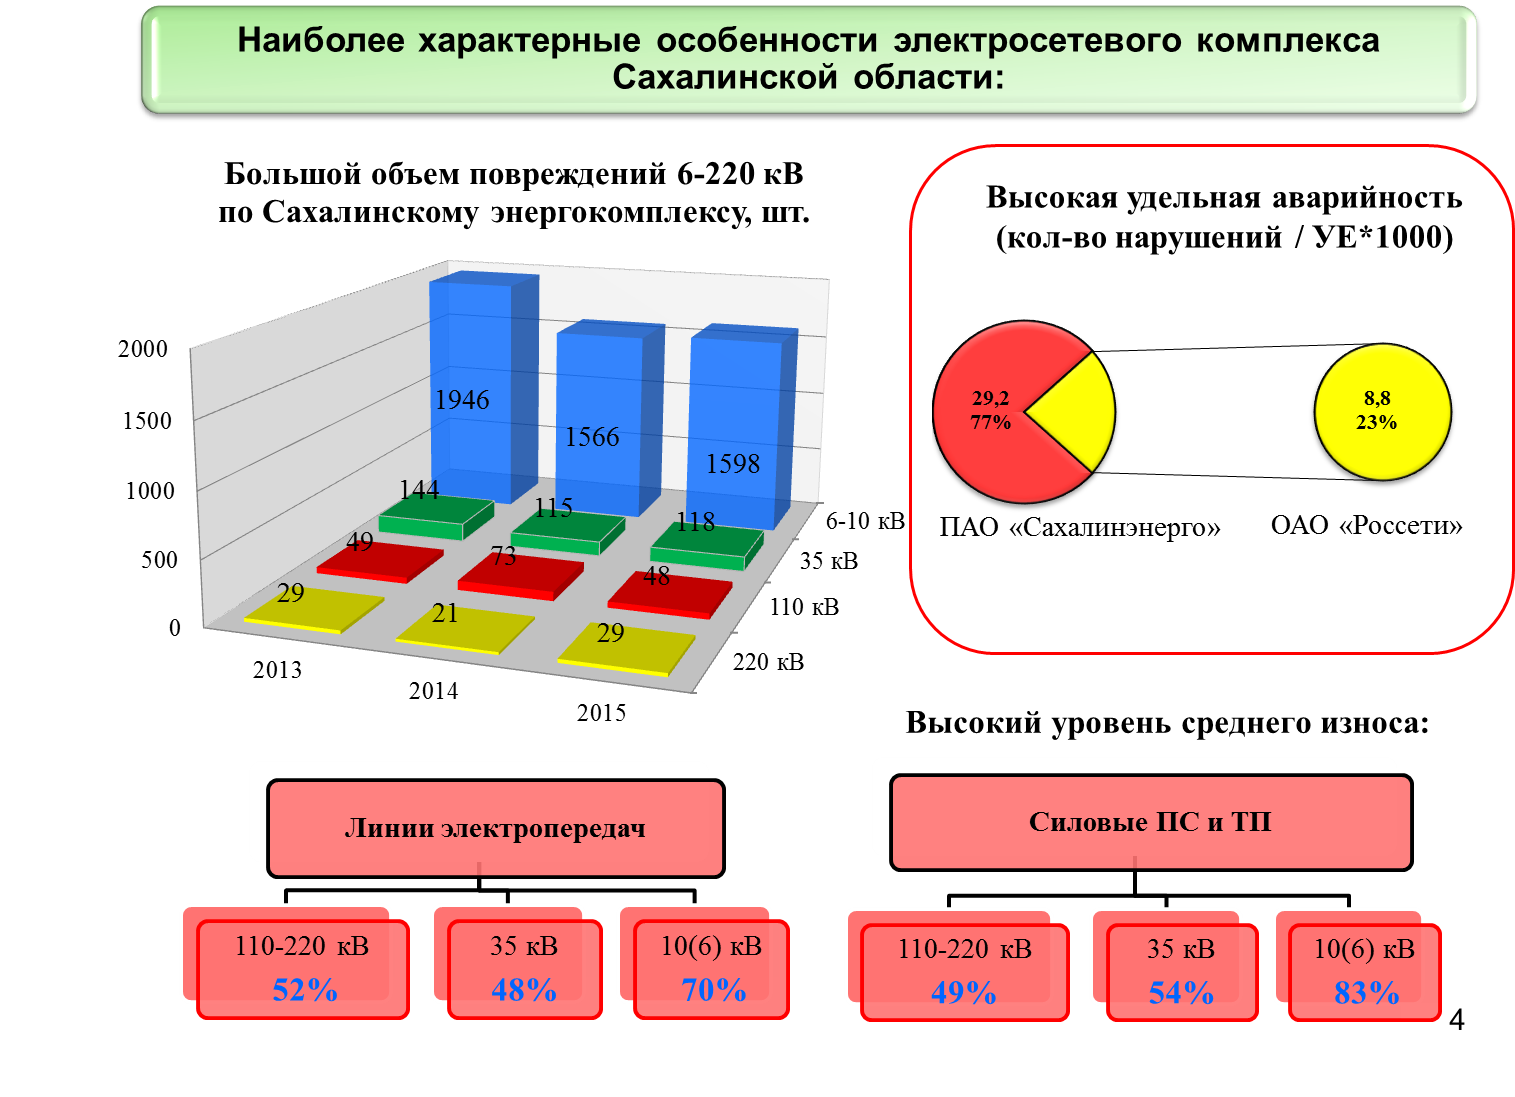 Наиболее характерные особенности электросетевого комплекса
Сахалинской области:
Большой объем повреждений 6-220 кВ
по Сахалинскому энергокомплексу, шт.
2000
1500
1000
500
0
1946
1566
1598
144
115
118
49
73
48
29
21
29
2013
2014
2015
6-10 кВ
35 кВ
110 кВ
220 кВ
Высокая удельная аварийность
(кол-во нарушений / УЕ*1000)
29,2
77%
8,8
23%
ПАО «Сахалинэнерго»
ОАО «Россети»
Высокий уровень среднего износа:
Линии электропередач
110-220 кВ
52%
35 кВ
48%
10(6) кВ
70%
Силовые ПС и ТП
110-220 кВ
49%
35 кВ
54%
10(6) кВ
83%
4